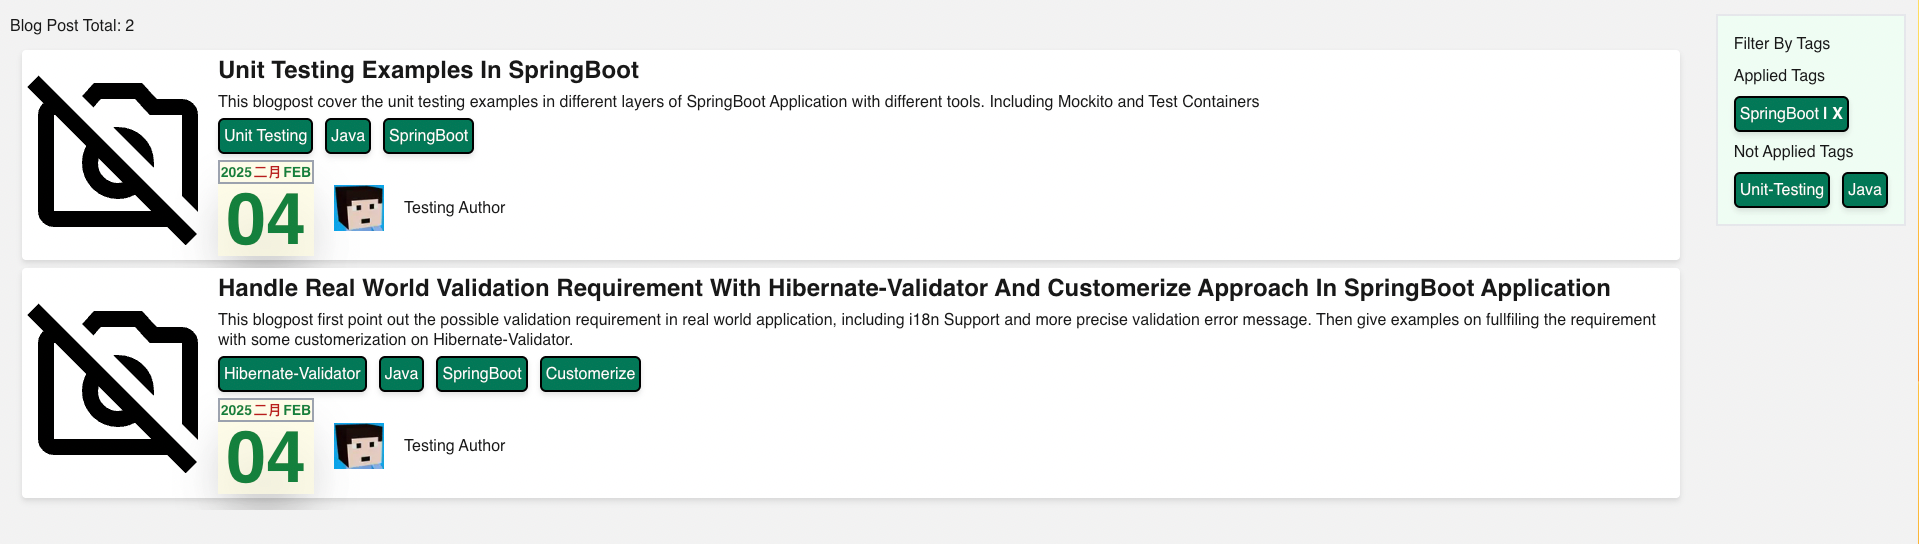 Blog Post Total: 2
Unit Testing Examples In SpringBoot
This blogpost cover the unit testing examples in different layers of SpringBoot Application with different tools. Including Mockito and Test Containers
Unit Testing Java SpringBoot
2025 二月 FEB
04
Testing Author
Handle Real World Validation Requirement With Hibernate-Validator And Customerize Approach In SpringBoot Application
This blogpost first point out the possible validation requirement in real world application, including i18n Support and more precise validation error message. Then give examples on fullfiling the requirement
with some customerization on Hibernate-Validator.
Hibernate-Validator Java SpringBoot Customerize
2025 二月 FEB
04
Testing Author
Filter By Tags
Applied Tags
SpringBoot | X
Not Applied Tags
Unit-Testing Java